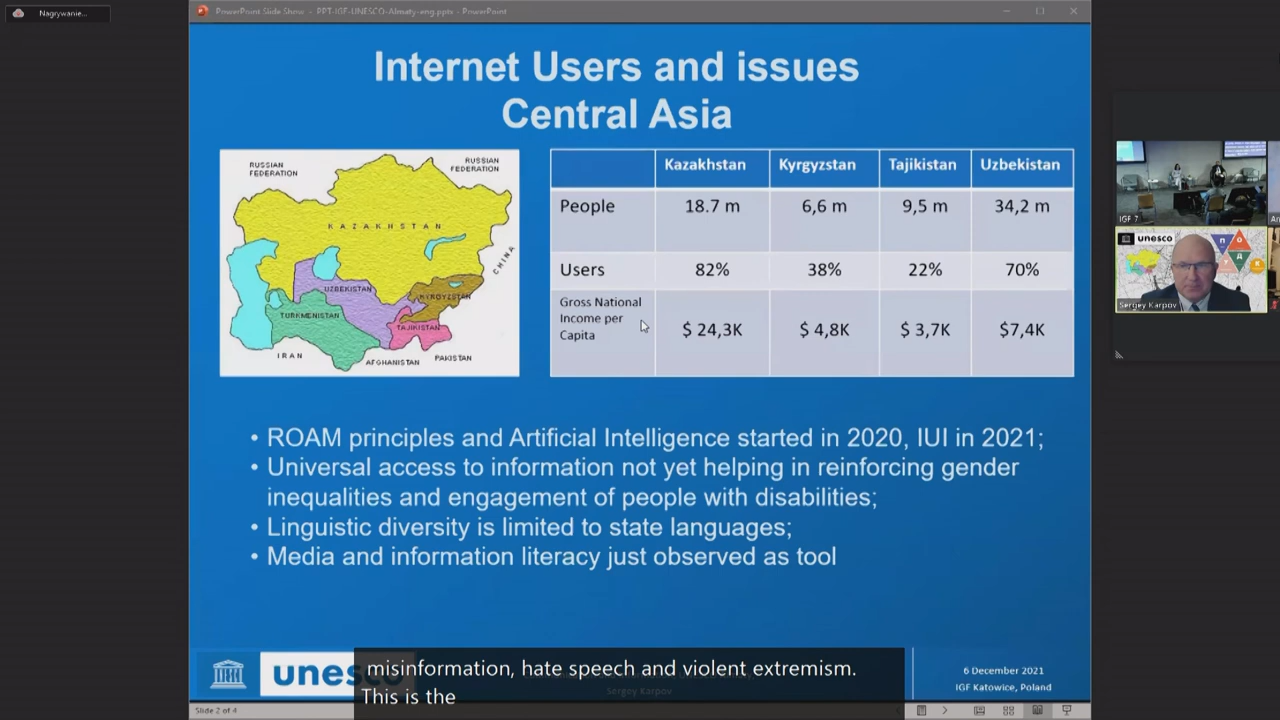 Nagrywanie...
PowerPoint Slide Show - PPT-IGF-UNESCO-Almaty-eng.pptx - PowerPoint
Internet Users and issues
Central Asia
RUSSIAN
FEDERATION
RUSSIAN
FEDERATION
KAZAKHSTAN
CHINA
UZBEKISTAN
KYRGYZSTAN
TURKMENISTAN
TAJIKISTAN
IRAN
AFGHANISTAN
PAKISTAN
Kazakhstan Kyrgyzstan Tajikistan Uzbekistan
People 18.7 m 6,6 m 9,5 m 34,2 m
Users 82% 38% 22% 70%
Gross National
Income per
Capita
$ 24,3K $ 4,8K $ 3,7K $7,4K
• ROAM principles and Artificial Intelligence started in 2020, IUI in 2021;
• Universal access to information not yet helping in reinforcing gender
inequalities and engagement of people with disabilities;
• Linguistic diversity is limited to state languages;
• Media and information literacy just observed as tool
unesco
misinformation, hate speech and violent extremism.
This is the
Sergey Karpov
6 December 2021
IGF Katowice, Poland
Slide 2 of 4
IGF 7
unesco
Sergey Karpov